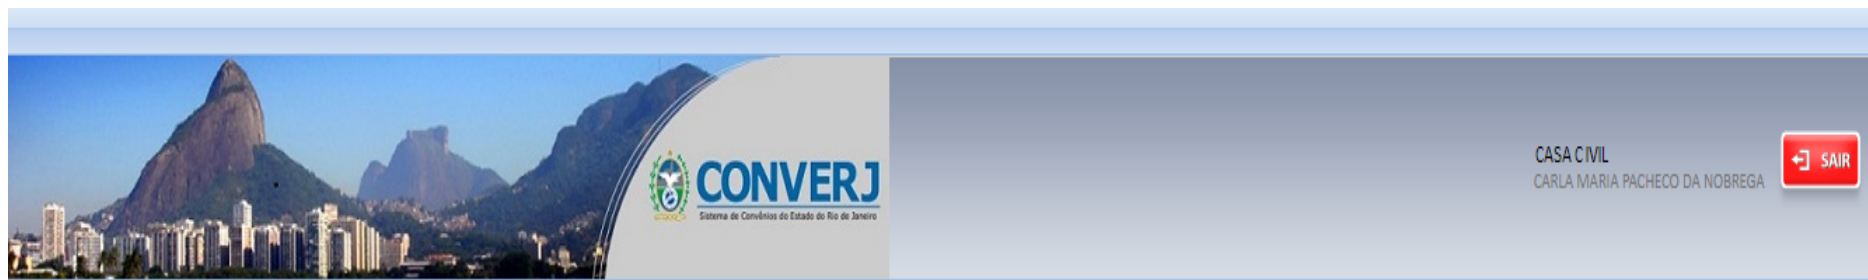 CONVERJ
Sistema de Convênios do Estado do Rio de Janeiro
CASA CIVIL
CARLA MARIA PACHECO DA NOBREGA
SAIR